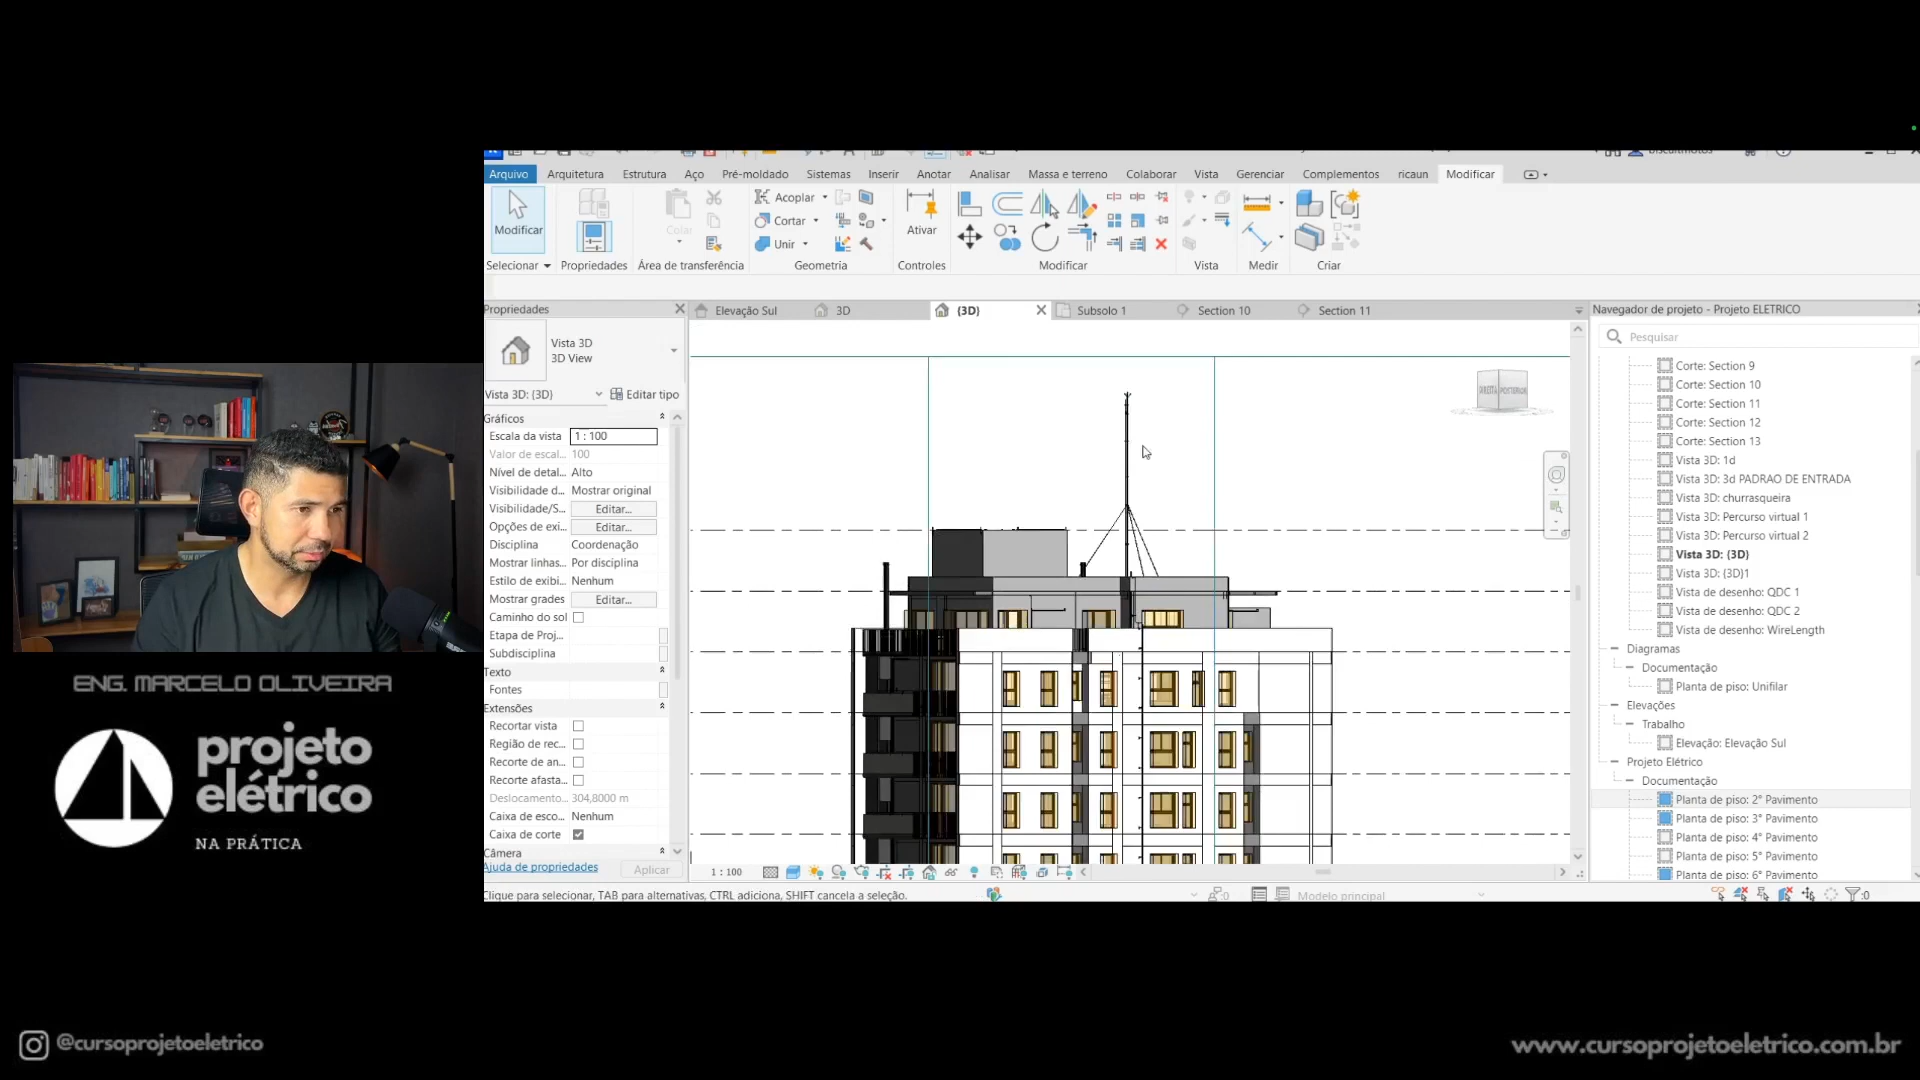 Arquivo
Arquitetura
Estrutura
Aço
Pré-moldado
Sistemas
Inserir
Anotar
Analisar
Massa e terreno
Colaborar
Vista
Gerenciar
Complementos
ricaun
Modificar
Modificar
Colar
Acoplar
Cortar
Unir
Ativar
Selecionar
Propriedades
Área de transferência
Geometria
Controles
Modificar
Vista
Medir
Criar
Propriedades
Elevação Sul
3D
(3D)
Subsolo 1
Section 10
Section 11
Navegador de projeto - Projeto ELETRICO
Vista 3D
3D View
Vista 3D: (3D)
Editar tipo
Gráficos
Escala da vista 1 : 100
Valor de escal... 100
Nível de detal... Alto
Visibilidade d... Mostrar original
Visibilidade/S... Editar...
Opções de exi... Editar...
Disciplina Coordenação
Mostrar linhas... Por disciplina
Estilo de exibi... Nenhum
Mostrar grades Editar...
Caminho do sol
Etapa de Proj...
Subdisciplina
Texto
Fontes
Extensões
Recortar vista
Região de rec...
Recorte de an...
Recorte afasta...
Deslocamento... 304,8000 m
Caixa de esco... Nenhum
Caixa de corte
Câmera
Ajuda de propriedades
Aplicar
DIREITA
POSTERIOR
1 : 100
Pesquisar
Corte: Section 9
Corte: Section 10
Corte: Section 11
Corte: Section 12
Corte: Section 13
Vista 3D: 1d
Vista 3D: 3d PADRAO DE ENTRADA
Vista 3D: churrasqueira
Vista 3D: Percurso virtual 1
Vista 3D: Percurso virtual 2
Vista 3D: (3D)
Vista 3D: (3D)1
Vista de desenho: QDC 1
Vista de desenho: QDC 2
Vista de desenho: WireLength
Diagramas
Documentação
Planta de piso: Unifilar
Elevações
Trabalho
Elevação: Elevação Sul
Projeto Elétrico
Documentação
Planta de piso: 2° Pavimento
Planta de piso: 3° Pavimento
Planta de piso: 4° Pavimento
Planta de piso: 5° Pavimento
Planta de piso: 6° Pavimento
Clique para selecionar, TAB para alternativas, CTRL adiciona, SHIFT cancela a seleção.
:0
Modelo principal
:0
ENG. MARCELO OLIVEIRA
projeto
elétrico
NA PRÁTICA
@cursoprojetoeletrico
www.cursoprojetoeletrico.com.br